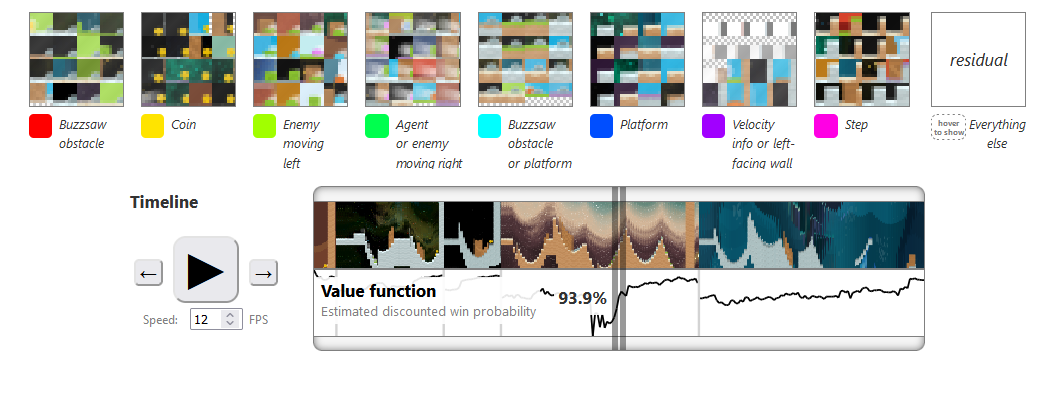 residual
Buzzsaw
obstacle
Coin
Enemy
moving
left
Agent
or enemy
moving right
Buzzsaw
obstacle
or platform
Platform
Velocity
info or left-
facing wall
Step
hover
to show
Everything
else
Timeline
←
→
Speed: 12 FPS
Value function
Estimated discounted win probability
93.9%